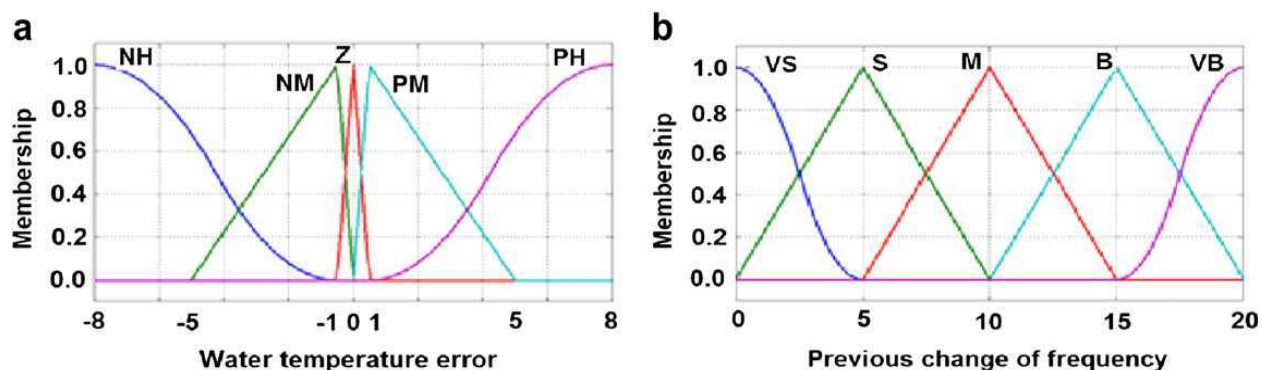 a
NH
Z
PH
NM
PM
1.0
0.8
0.6
0.4
0.2
0.0
Membership
-8
-5
-1
0
1
5
8
Water temperature error
b
VS
S
M
B
VB
1.0
0.8
0.6
0.4
0.2
0.0
Membership
0
5
10
15
20
Previous change of frequency